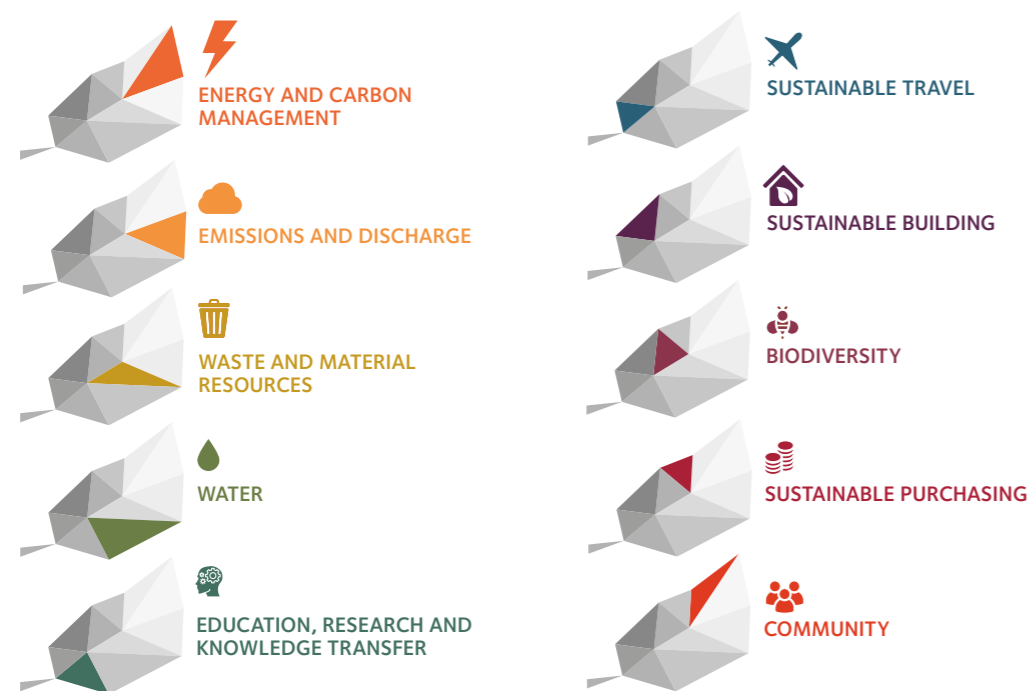 ENERGY AND CARBON
MANAGEMENT
EMISSIONS AND DISCHARGE
WASTE AND MATERIAL
RESOURCES
WATER
EDUCATION, RESEARCH AND
KNOWLEDGE TRANSFER
SUSTAINABLE TRAVEL
SUSTAINABLE BUILDING
BIODIVERSITY
SUSTAINABLE PURCHASING
COMMUNITY